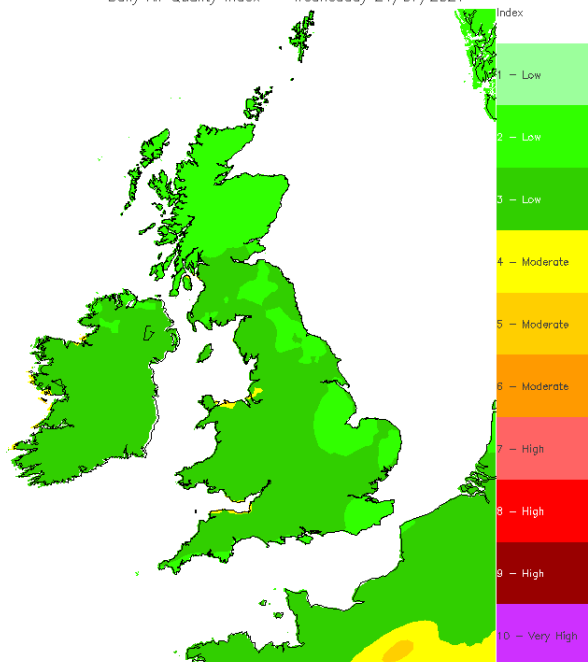 Index
1 – Low
2 – Low
3 – Low
4 – Moderate
5 – Moderate
6 – Moderate
7 – High
8 – High
9 – High
10 – Very High